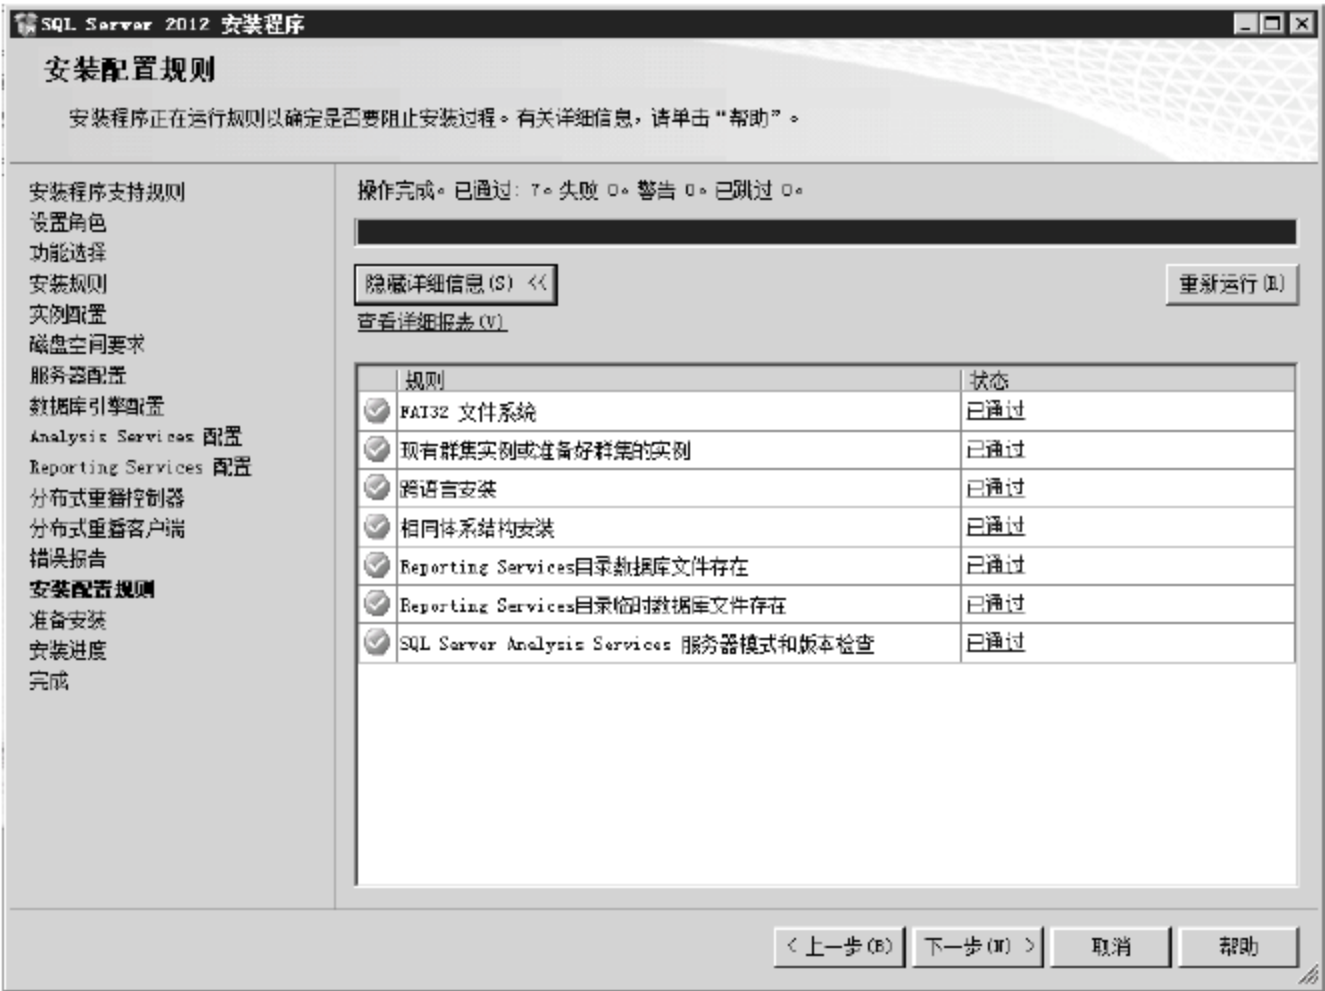 SQL Server 2012 安装程序
安装配置规则
安装程序正在运行规则以确定是否要阻止安装过程。有关详细信息，请单击“帮助”。
安装程序支持规则
设置角色
功能选择
安装规则
实例配置
磁盘空间要求
服务器配置
数据库引擎配置
Analysis Services 配置
Reporting Services 配置
分布式重播控制器
分布式重播客户端
错误报告
安装配置规则
准备安装
安装进度
完成
操作完成。已通过: 7。失败 0。警告 0。已跳过 0。
隐藏详细信息(S) <<
重新运行(R)
查看详细报表(V)
规则 状态
FAT32 文件系统 已通过
现有群集实例或准备好群集的实例 已通过
跨语言安装 已通过
相同体系结构安装 已通过
Reporting Services目录数据库文件存在 已通过
Reporting Services目录临时数据库文件存在 已通过
SQL Server Analysis Services 服务器模式和版本检查 已通过
< 上一步(B) 下一步(N) > 取消 帮助